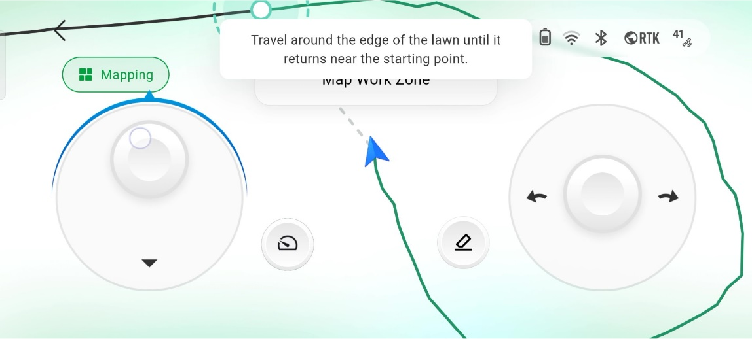 Travel around the edge of the lawn until it
returns near the starting point.
RTK
41
Mapping
Map Work Zone